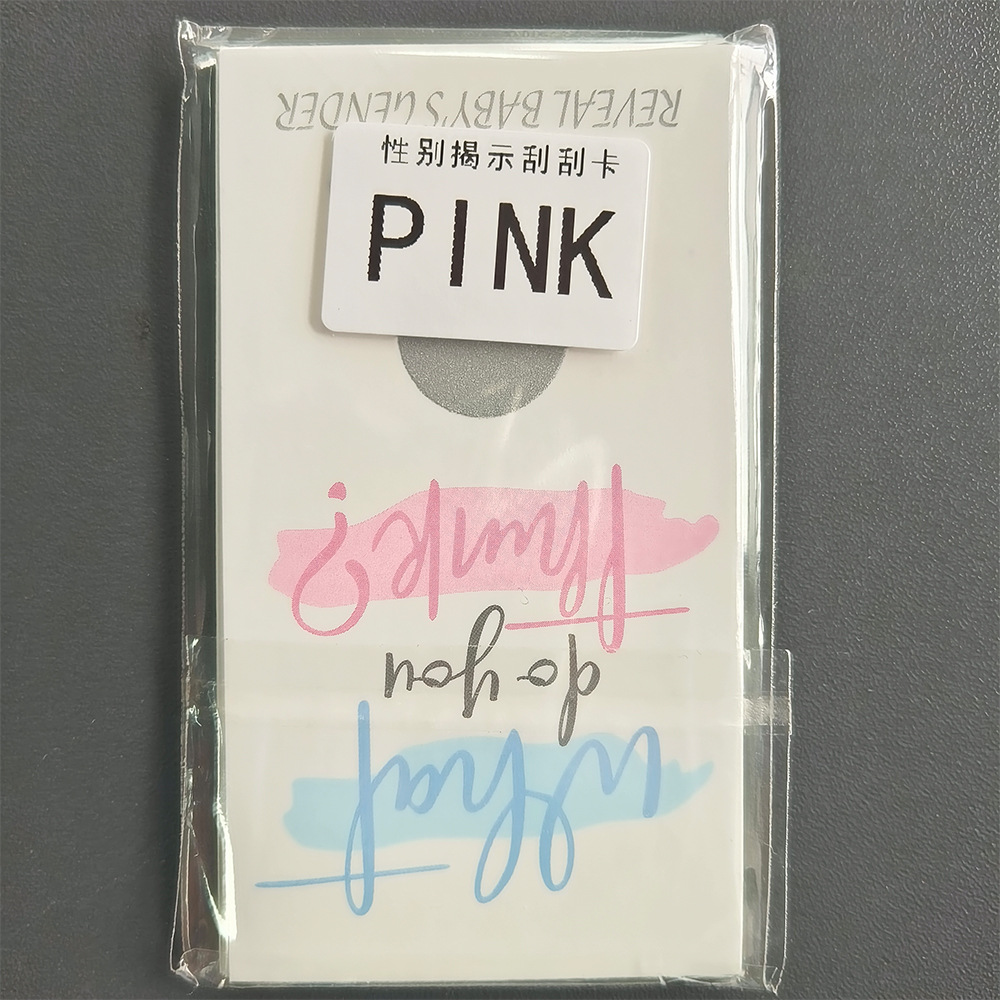 性别揭示刮刮卡
PINK
what
do you
think?
REVEAL BABY'S GENDER